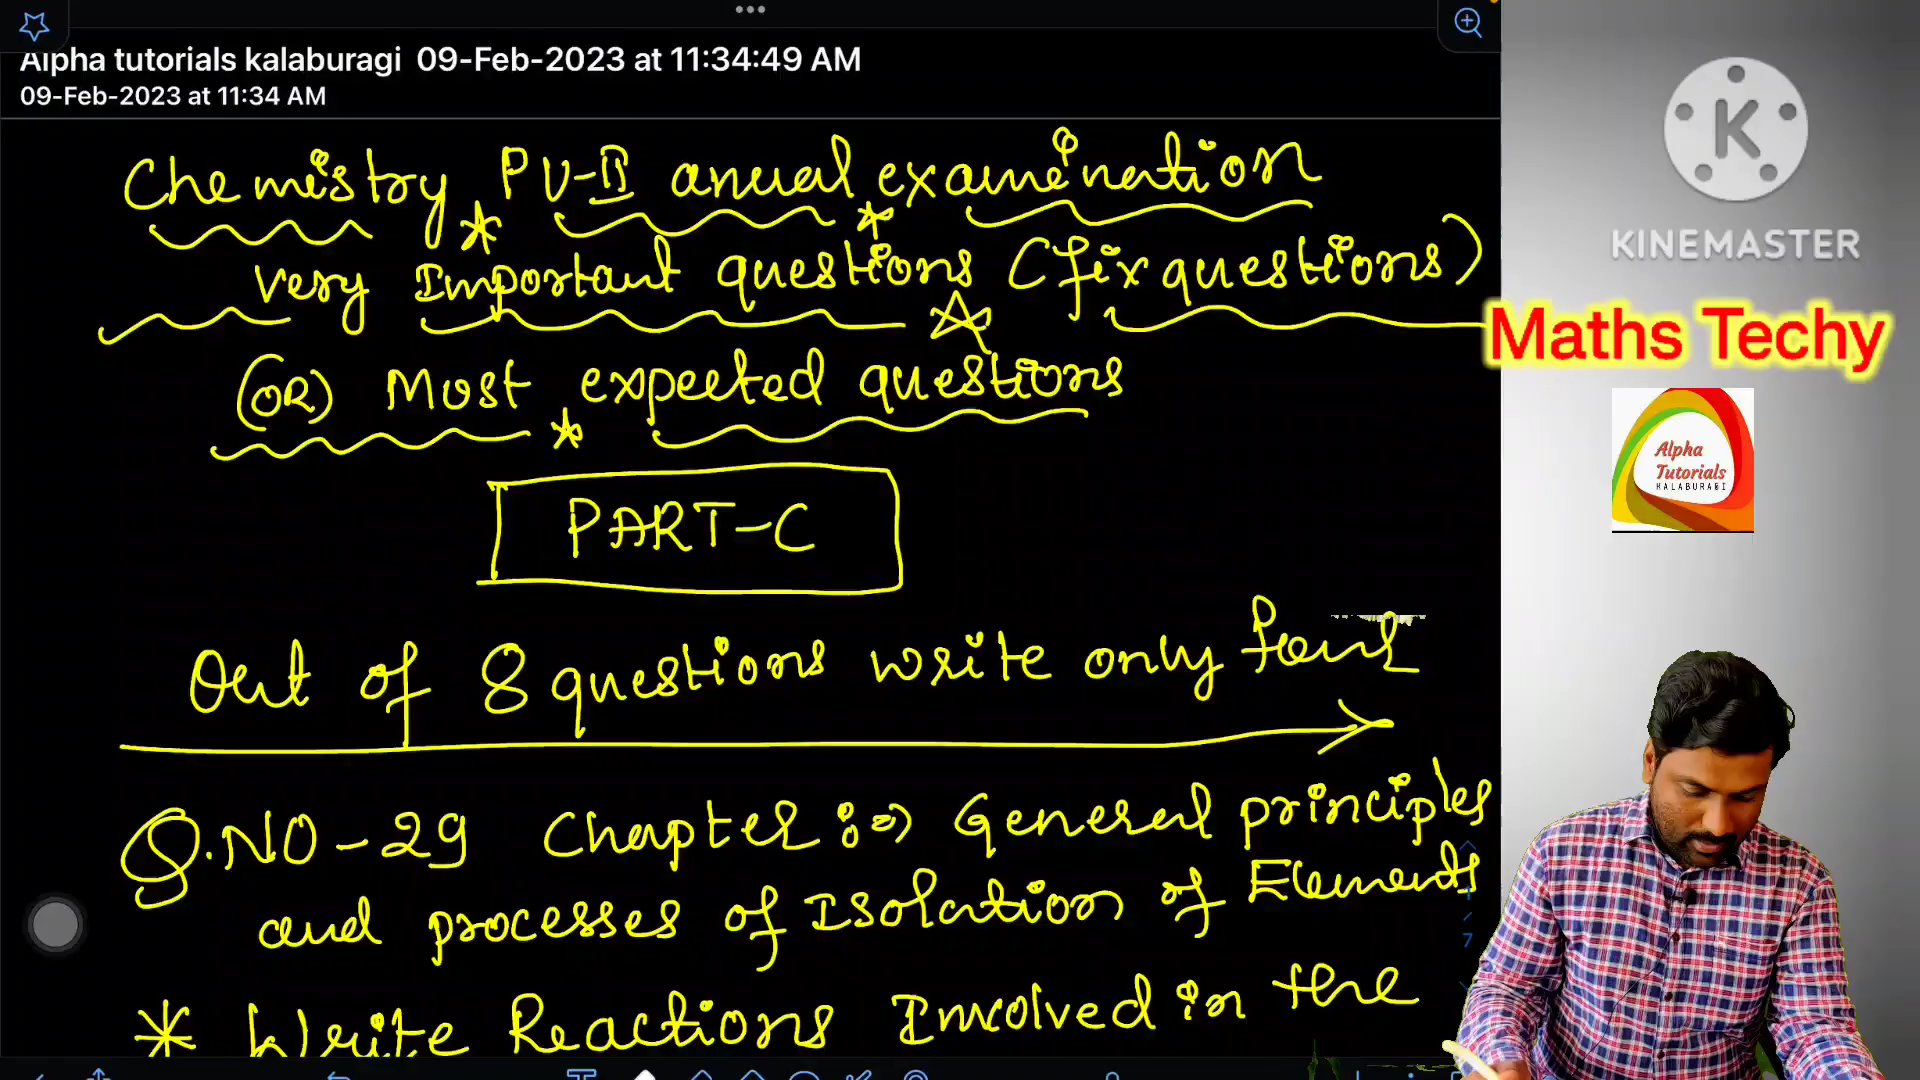 Alpha tutorials kalaburagi 09-Feb-2023 at 11:34:49 AM
09-Feb-2023 at 11:34 AM
Chemistry PU-II anual examination
very Important questions (fix questions)
(OR) Most expected questions
PART-C
Out of 8 questions write only four
Q.NO-29 Chapter :=> General principles
and processes of Isolation of Elements
* Write Reactions Involved in the
K
KINEMASTER
Maths Techy
Alpha
Tutorials
KALABURAGI
7